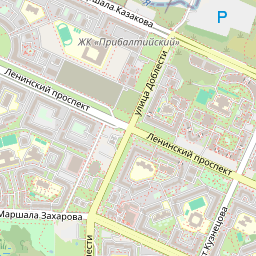 Маршала Казакова
P
ЖК «Прибалтийский»
улица Доблести
Ленинский проспект
Ленинский проспект
Маршала Захарова
Кузнецова